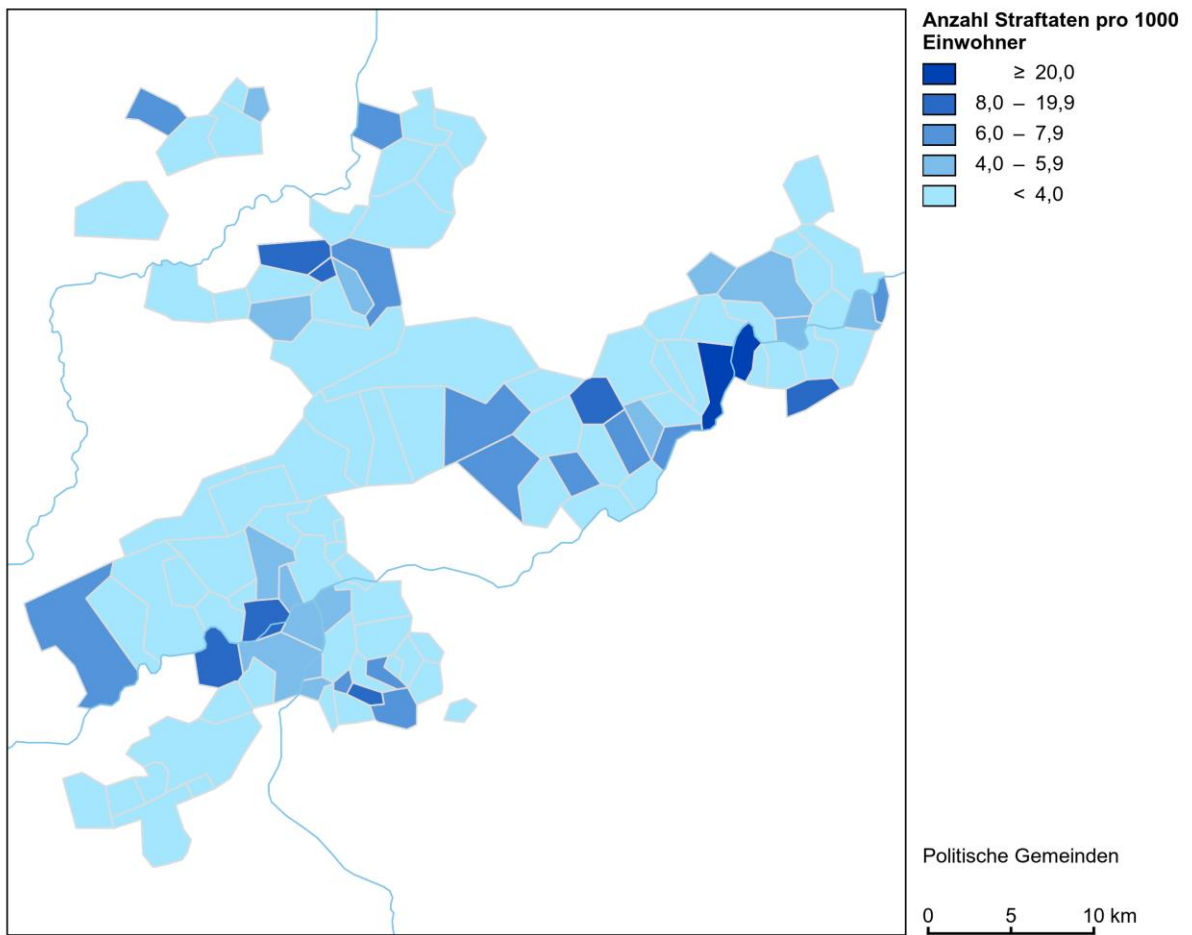 Anzahl Straftaten pro 1000
Einwohner
≥ 20,0
8,0 – 19,9
6,0 – 7,9
4,0 – 5,9
< 4,0
Politische Gemeinden
0 5 10 km